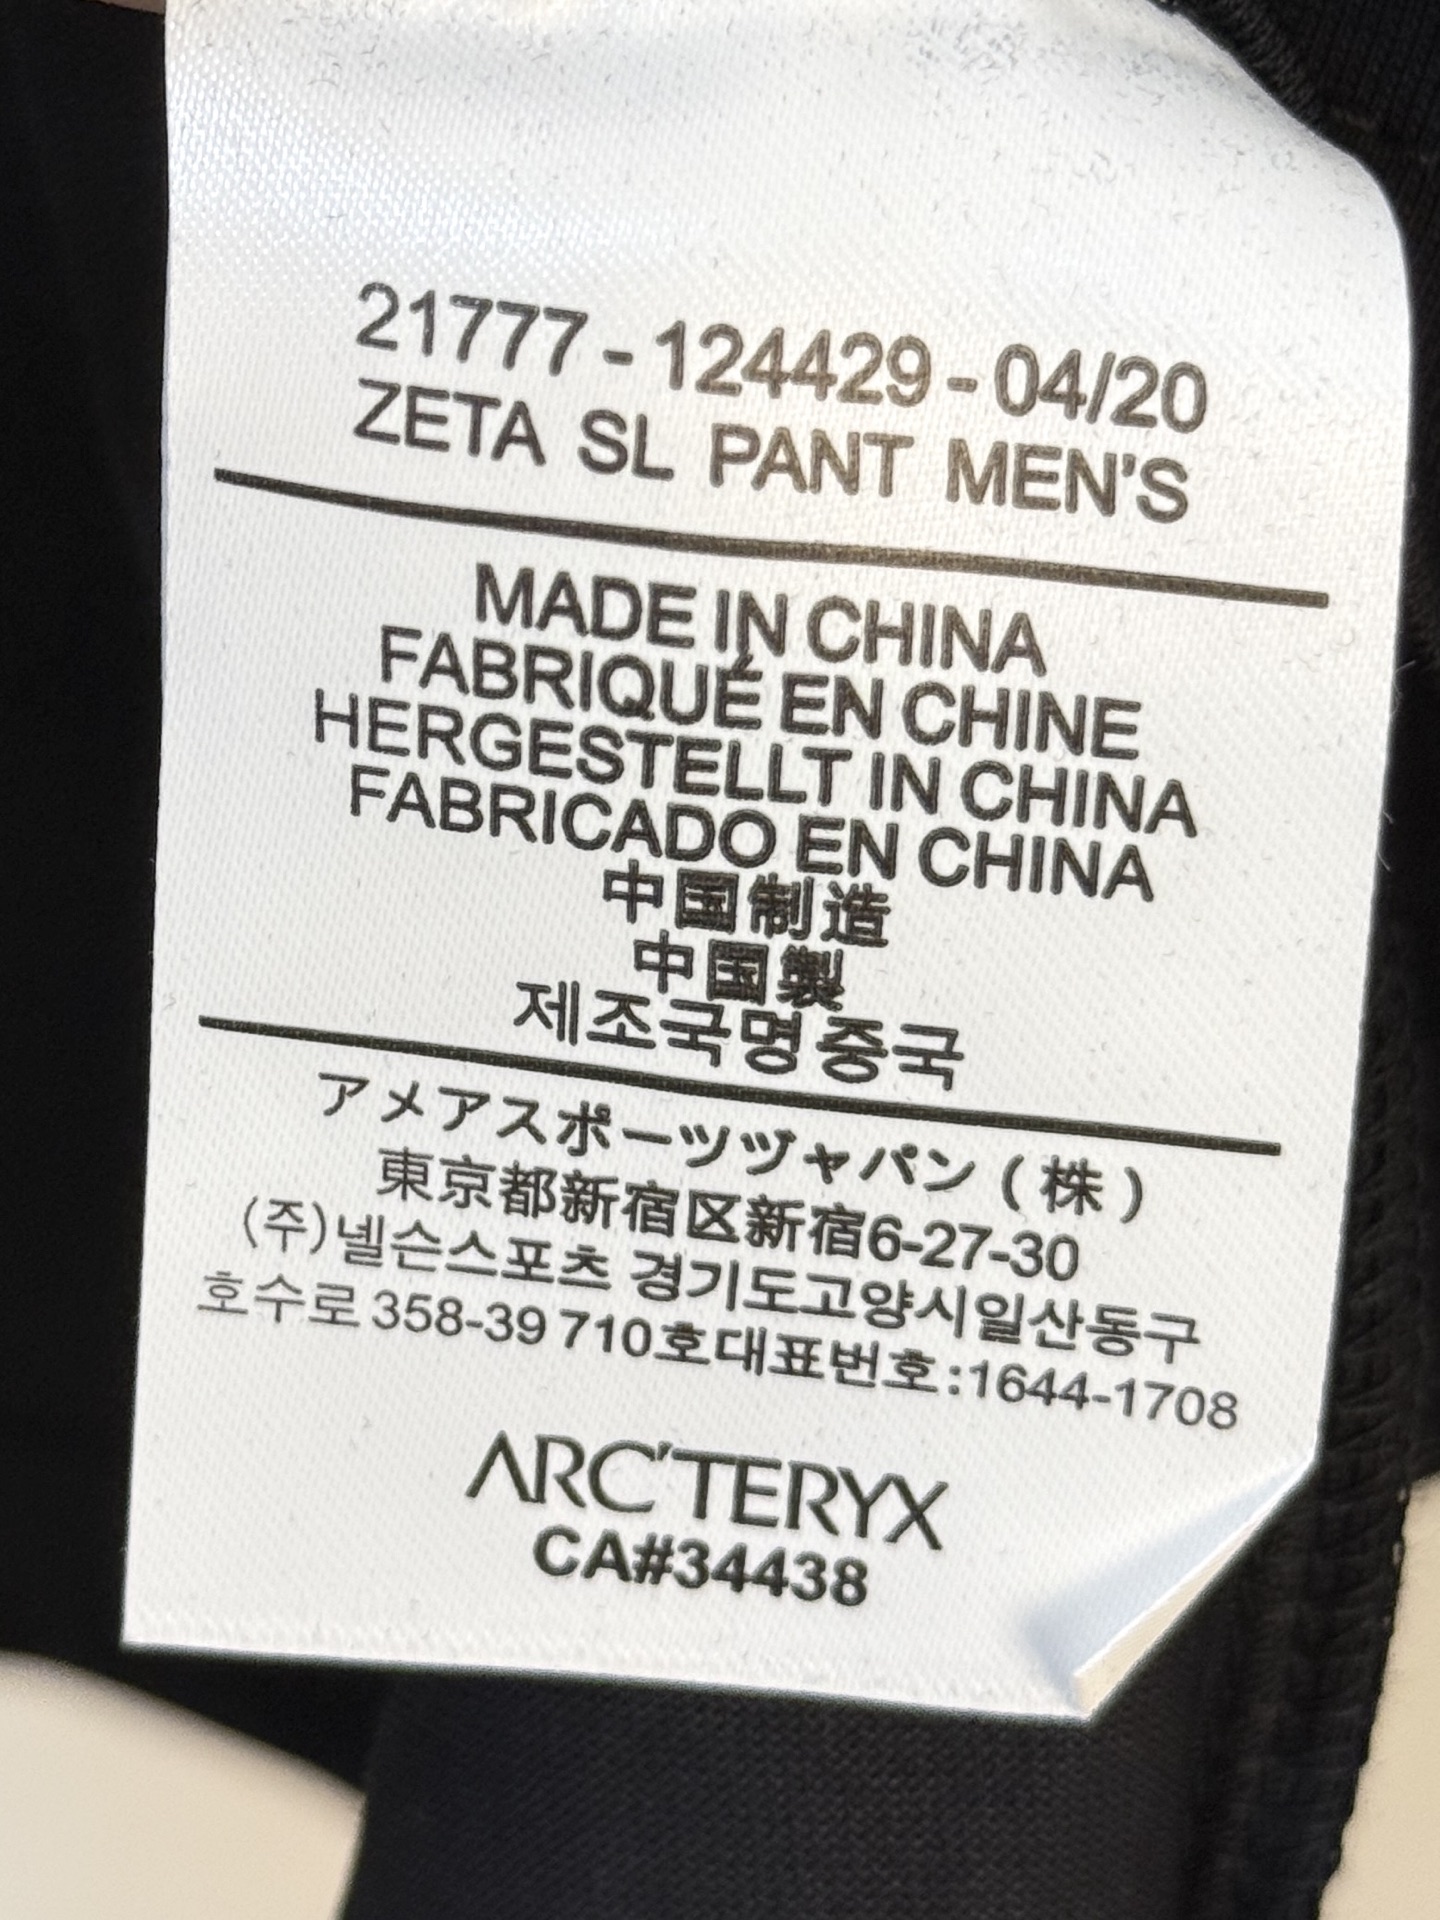 21777 - 124429 - 04/20
ZETA SL PANT MEN'S
MADE IN CHINA
FABRIQUÉ EN CHINE
HERGESTELLT IN CHINA
FABRICADO EN CHINA
中国制造
中国製
제조국명 중국
アメアスポーツヅャパン(株)
東京都新宿区新宿6-27-30
(주)넬슨스포츠 경기도고양시일산동구
호수로 358-39 710호대표번호:1644-1708
ARC'TERYX
CA#34438